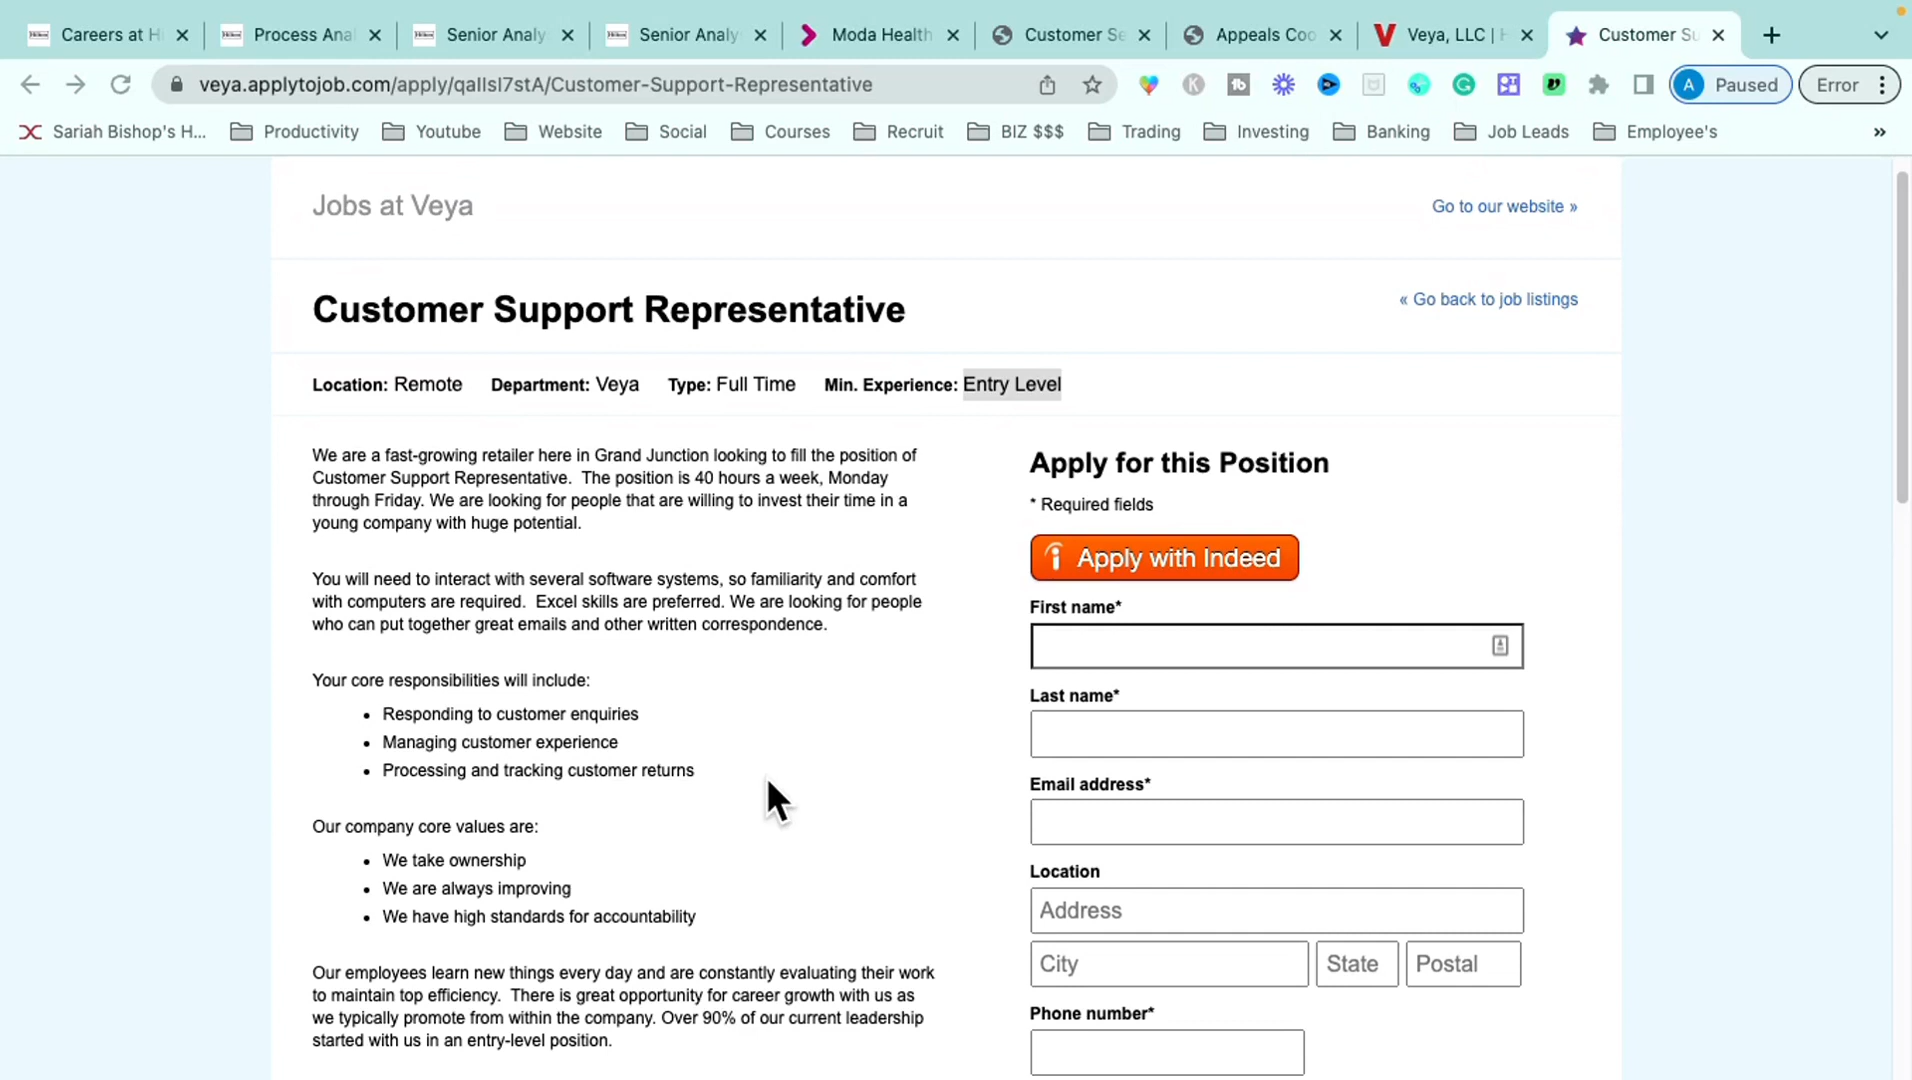 Careers at H
Process Ana
Senior Analy
Senior Analy
Moda Health
Customer Se
Appeals Coo
Veya, LLC | H
Customer Su
veya.applytojob.com/apply/qaIlsl7stA/Customer-Support-Representative
A Paused
Error
Sariah Bishop's H...
Productivity
Youtube
Website
Social
Courses
Recruit
BIZ $$$
Trading
Investing
Banking
Job Leads
Employee's
»
Jobs at Veya
Go to our website »
Customer Support Representative
« Go back to job listings
Location: Remote Department: Veya Type: Full Time Min. Experience: Entry Level
We are a fast-growing retailer here in Grand Junction looking to fill the position of
Customer Support Representative. The position is 40 hours a week, Monday
through Friday. We are looking for people that are willing to invest their time in a
young company with huge potential.
You will need to interact with several software systems, so familiarity and comfort
with computers are required. Excel skills are preferred. We are looking for people
who can put together great emails and other written correspondence.
Your core responsibilities will include:
• Responding to customer enquiries
• Managing customer experience
• Processing and tracking customer returns
Our company core values are:
• We take ownership
• We are always improving
• We have high standards for accountability
Our employees learn new things every day and are constantly evaluating their work
to maintain top efficiency. There is great opportunity for career growth with us as
we typically promote from within the company. Over 90% of our current leadership
started with us in an entry-level position.
Apply for this Position
* Required fields
Apply with Indeed
First name*
Last name*
Email address*
Location
Address
City
State
Postal
Phone number*